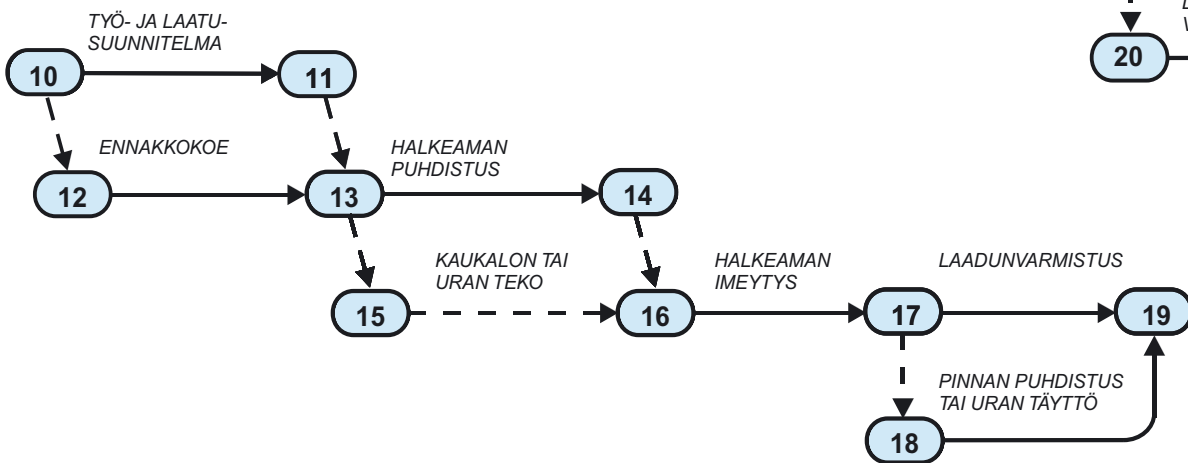 TYÖ- JA LAATU-
SUUNNITELMA
10
11
20
ENNAKKOKOE
HALKEAMAN
PUHDISTUS
12
13
14
KAUKALON TAI
URAN TEKO
HALKEAMAN
IMEYTYS
LAADUNVARMISTUS
15
16
17
19
PINNAN PUHDISTUS
TAI URAN TÄYTTÖ
18